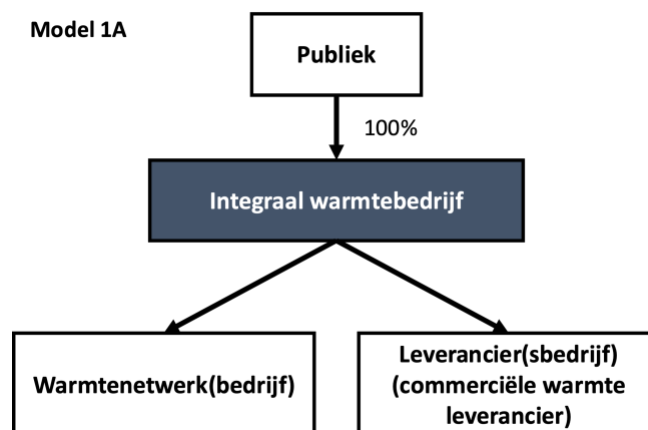 Model 1A
Publiek
100%
Integraal warmtebedrijf
Warmtenetwerk(bedrijf)
Leverancier(sbedrijf)
(commerciële warmte
leverancier)